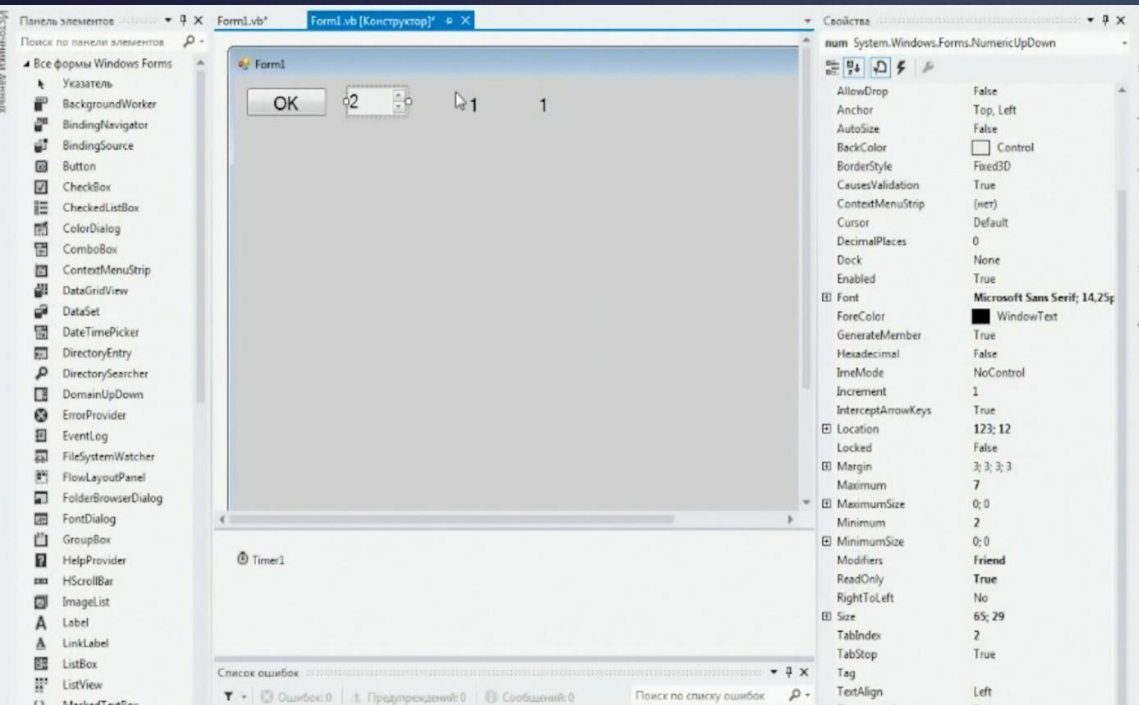 Источники данных
Панель элементов
Поиск по панели элементов
Все формы Windows Forms
Указатель
BackgroundWorker
BindingNavigator
BindingSource
Button
CheckBox
CheckedListBox
ColorDialog
ComboBox
ContextMenuStrip
DataGridView
DataSet
DateTimePicker
DirectoryEntry
DirectorySearcher
DomainUpDown
ErrorProvider
EventLog
FileSystemWatcher
FlowLayoutPanel
FolderBrowserDialog
FontDialog
GroupBox
HelpProvider
HScrollBar
ImageList
Label
LinkLabel
ListBox
ListView
MaskedTextBox
Form1.vb* Form1.vb [Конструктор]*
Form1
OK 2 1 1
Timer1
Список ошибок
Ошибок: 0 Предупреждений: 0 Сообщений: 0 Поиск по списку ошибок
Свойства
num System.Windows.Forms.NumericUpDown
AllowDrop False
Anchor Top, Left
AutoSize False
BackColor Control
BorderStyle Fixed3D
CausesValidation True
ContextMenuStrip (нет)
Cursor Default
DecimalPlaces 0
Dock None
Enabled True
Font Microsoft Sans Serif; 14,25p
ForeColor WindowText
GenerateMember True
Hexadecimal False
ImeMode NoControl
Increment 1
InterceptArrowKeys True
Location 123; 12
Locked False
Margin 3; 3; 3; 3
Maximum 7
MaximumSize 0; 0
Minimum 2
MinimumSize 0; 0
Modifiers Friend
ReadOnly True
RightToLeft No
Size 65; 29
TabIndex 2
TabStop True
Tag
TextAlign Left